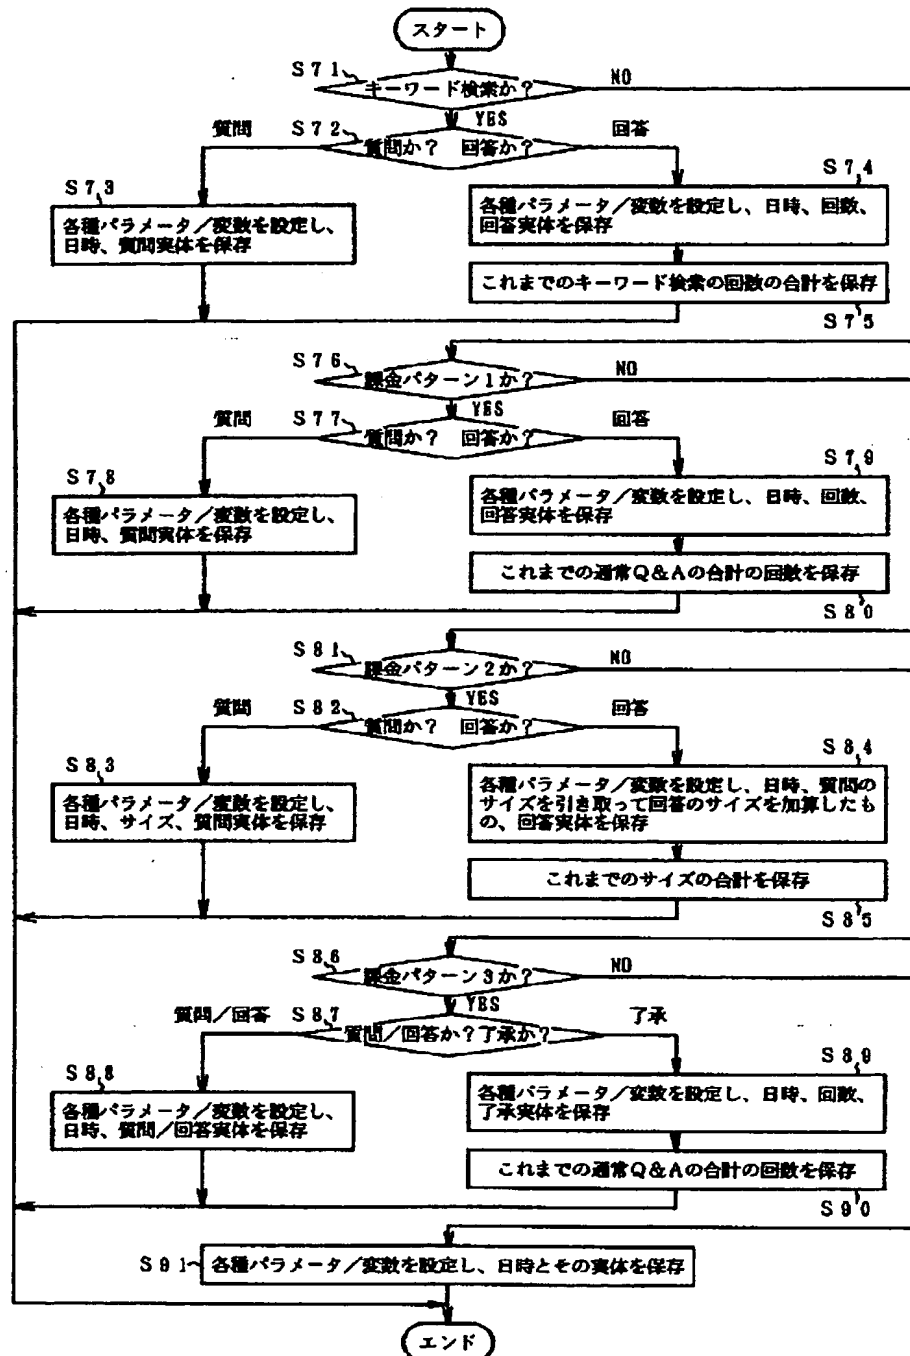 スタート
S71
キーワード検索か？
NO
YES
質問
S72
質問か？ 回答か？
回答
S73
各種パラメータ／変数を設定し、
日時、質問実体を保存
S74
各種パラメータ／変数を設定し、日時、回数、
回答実体を保存
これまでのキーワード検索の回数の合計を保存
S75
S76
課金パターン1か？
NO
YES
質問
S77
質問か？ 回答か？
回答
S78
各種パラメータ／変数を設定し、
日時、質問実体を保存
S79
各種パラメータ／変数を設定し、日時、回数、
回答実体を保存
これまでの通常Q＆Aの合計の回数を保存
S80
S81
課金パターン2か？
NO
YES
質問
S82
質問か？ 回答か？
回答
S83
各種パラメータ／変数を設定し、
日時、サイズ、質問実体を保存
S84
各種パラメータ／変数を設定し、日時、質問の
サイズを引き取って回答のサイズを加算したも
の、回答実体を保存
これまでのサイズの合計を保存
S85
S86
課金パターン3か？
NO
YES
質問／回答
S87
質問／回答か？了承か？
了承
S88
各種パラメータ／変数を設定し、
日時、質問／回答実体を保存
S89
各種パラメータ／変数を設定し、日時、回数、
了承実体を保存
これまでの通常Q＆Aの合計の回数を保存
S90
S91
各種パラメータ／変数を設定し、日時とその実体を保存
エンド